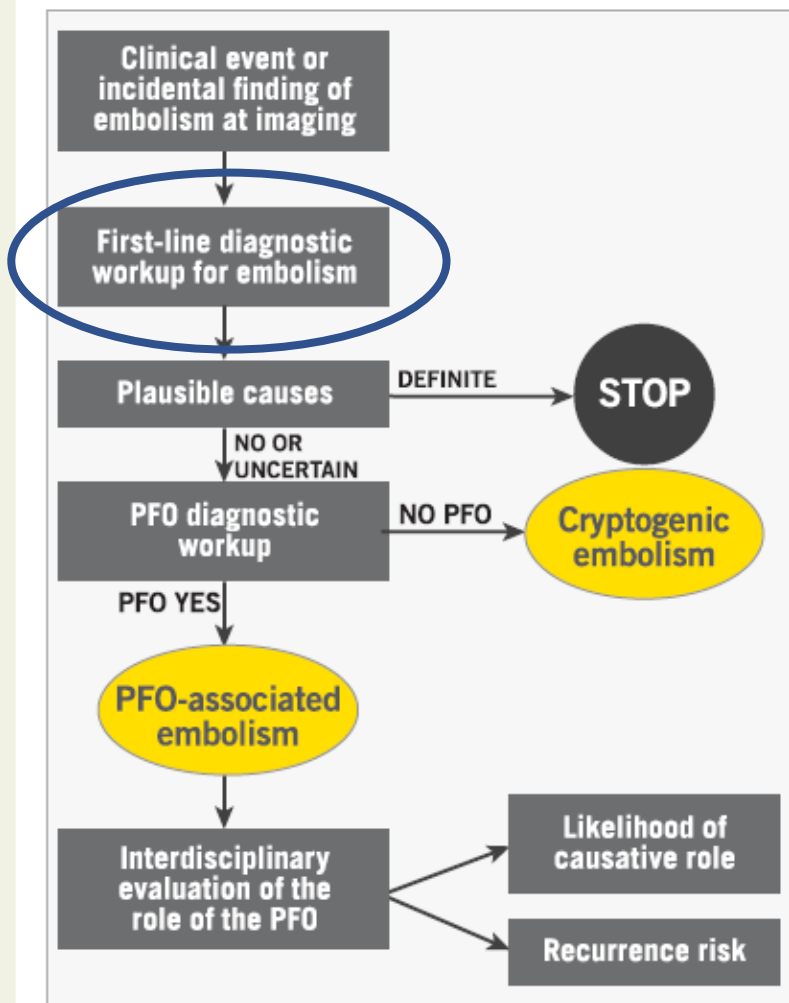 Clinical event or
incidental finding of
embolism at imaging
First-line diagnostic
workup for embolism
Plausible causes
DEFINITE
STOP
NO OR
UNCERTAIN
PFO diagnostic
workup
NO PFO
Cryptogenic
embolism
PFO YES
PFO-associated
embolism
Interdisciplinary
evaluation of the
role of the PFO
Likelihood of
causative role
Recurrence risk